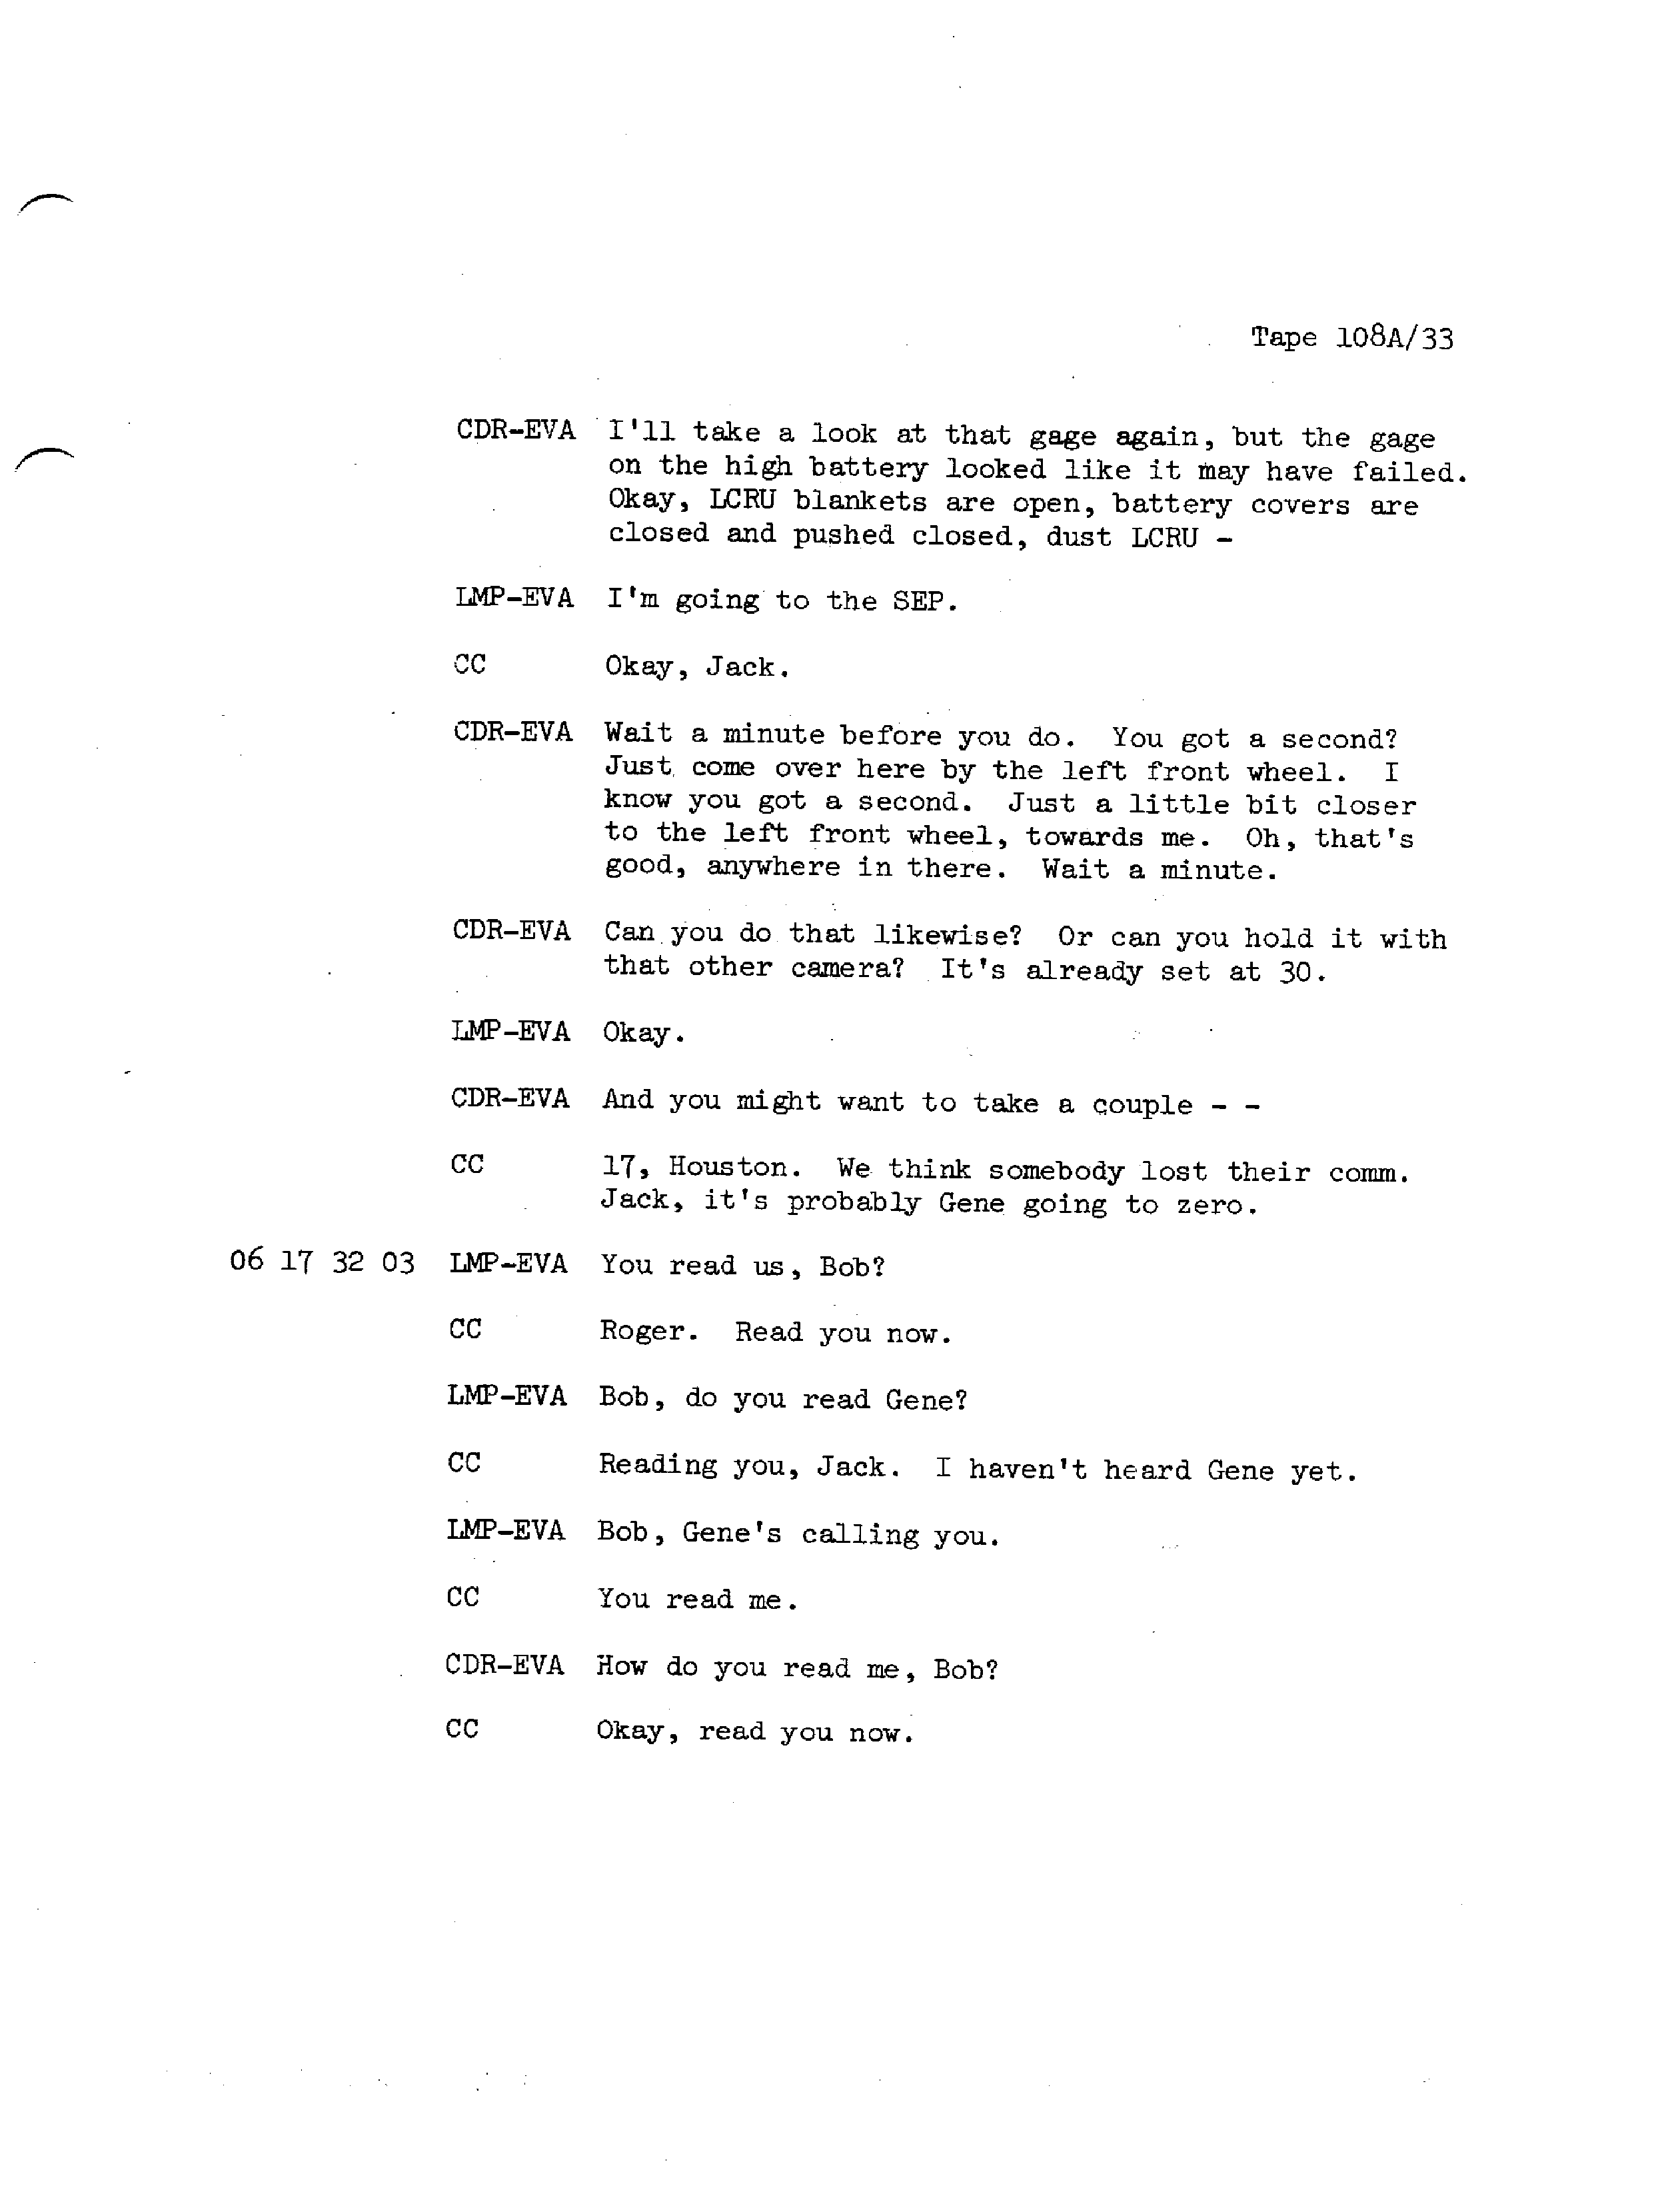 Tape 108A/33
CDR-EVA I'll take a look at that gage again, but the gage
on the high battery looked like it may have failed.
Okay, LCRU blankets are open, battery covers are
closed and pushed closed, dust LCRU -
LMP-EVA I'm going to the SEP.
CC Okay, Jack.
CDR-EVA Wait a minute before you do. You got a second?
Just come over here by the left front wheel. I
know you got a second. Just a little bit closer
to the left front wheel, towards me. Oh, that's
good, anywhere in there. Wait a minute.
CDR-EVA Can you do that likewise? Or can you hold it with
that other camera? It's already set at 30.
LMP-EVA Okay.
CDR-EVA And you might want to take a couple - -
CC 17, Houston. We think somebody lost their comm.
Jack, it's probably Gene going to zero.
06 17 32 03 LMP-EVA You read us, Bob?
CC Roger. Read you now.
LMP-EVA Bob, do you read Gene?
CC Reading you, Jack. I haven't heard Gene yet.
LMP-EVA Bob, Gene's calling you.
CC You read me.
CDR-EVA How do you read me, Bob?
CC Okay, read you now.